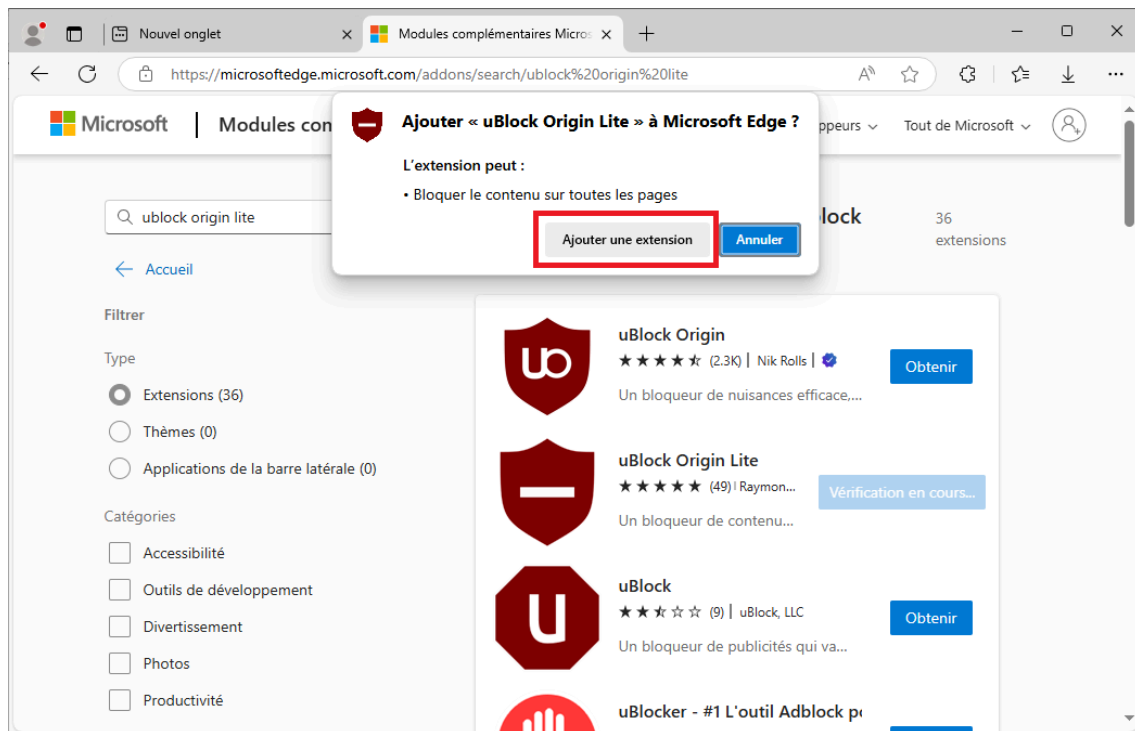 Nouvel onglet
Modules complémentaires Micros
https://microsoftedge.microsoft.com/addons/search/ublock%20origin%20lite
Microsoft
Modules con
ppeurs
Tout de Microsoft
Ajouter « uBlock Origin Lite » à Microsoft Edge ?
L'extension peut :
• Bloquer le contenu sur toutes les pages
Ajouter une extension
Annuler
ublock origin lite
lock
36
extensions
Accueil
Filtrer
Type
Extensions (36)
Thèmes (0)
Applications de la barre latérale (0)
Catégories
Accessibilité
Outils de développement
Divertissement
Photos
Productivité
uBlock Origin
(2.3K) | Nik Rolls |
Un bloqueur de nuisances efficace,...
Obtenir
uBlock Origin Lite
(49) | Raymon...
Un bloqueur de contenu...
Vérification en cours...
uBlock
(9) | uBlock, LLC
Un bloqueur de publicités qui va...
Obtenir
uBlocker - #1 L'outil Adblock po